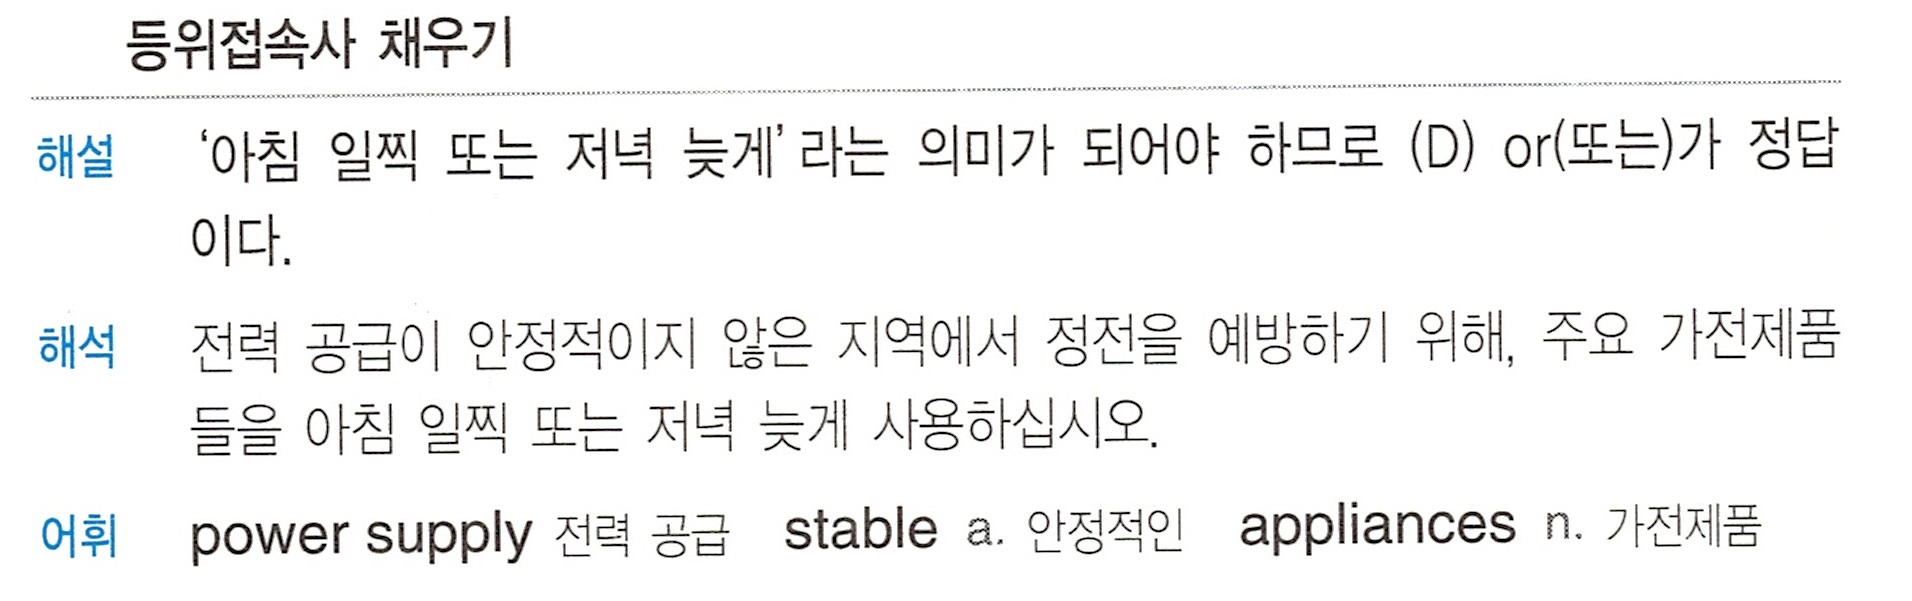 등위접속사 채우기
해설 ‘아침 일찍 또는 저녁 늦게’라는 의미가 되어야 하므로 (D) or(또는)가 정답
이다.
해석 전력 공급이 안정적이지 않은 지역에서 정전을 예방하기 위해, 주요 가전제품
들을 아침 일찍 또는 저녁 늦게 사용하십시오.
어휘 power supply 전력 공급 stable a. 안정적인 appliances n. 가전제품